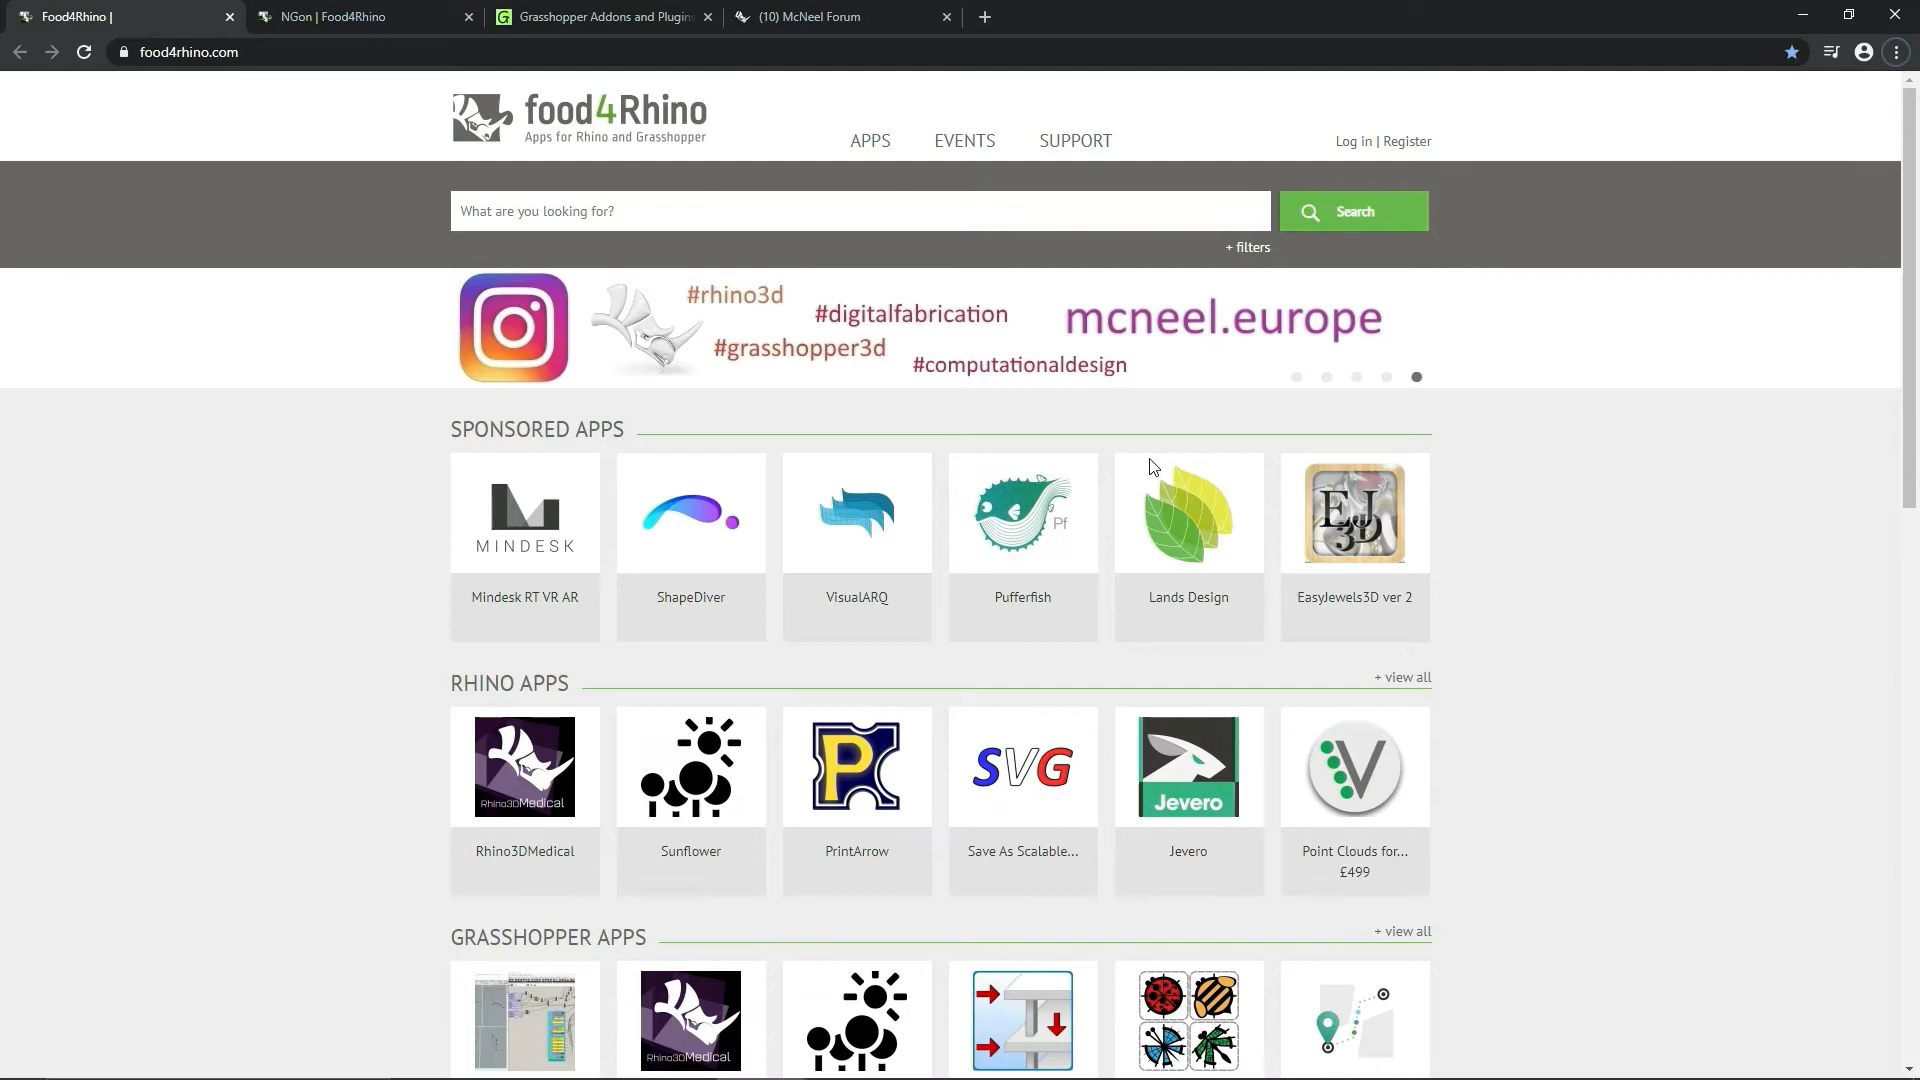 Food4Rhino |
NGon | Food4Rhino
Grasshopper Addons and Plugins
(10) McNeel Forum
food4rhino.com
food4Rhino
Apps for Rhino and Grasshopper
APPS
EVENTS
SUPPORT
Log in | Register
What are you looking for?
Search
+ filters
#rhino3d
#digitalfabrication
mcneel.europe
#grasshopper3d
#computationaldesign
SPONSORED APPS
MINDESK
Pf
EJ
3D
Mindesk RT VR AR
ShapeDiver
VisualARQ
Pufferfish
Lands Design
EasyJewels3D ver 2
RHINO APPS
+ view all
Rhino3DMedical
P
SVG
Jevero
V
Rhino3DMedical
Sunflower
PrintArrow
Save As Scalable...
Jevero
Point Clouds for...
£499
GRASSHOPPER APPS
+ view all
Rhino3DMedical